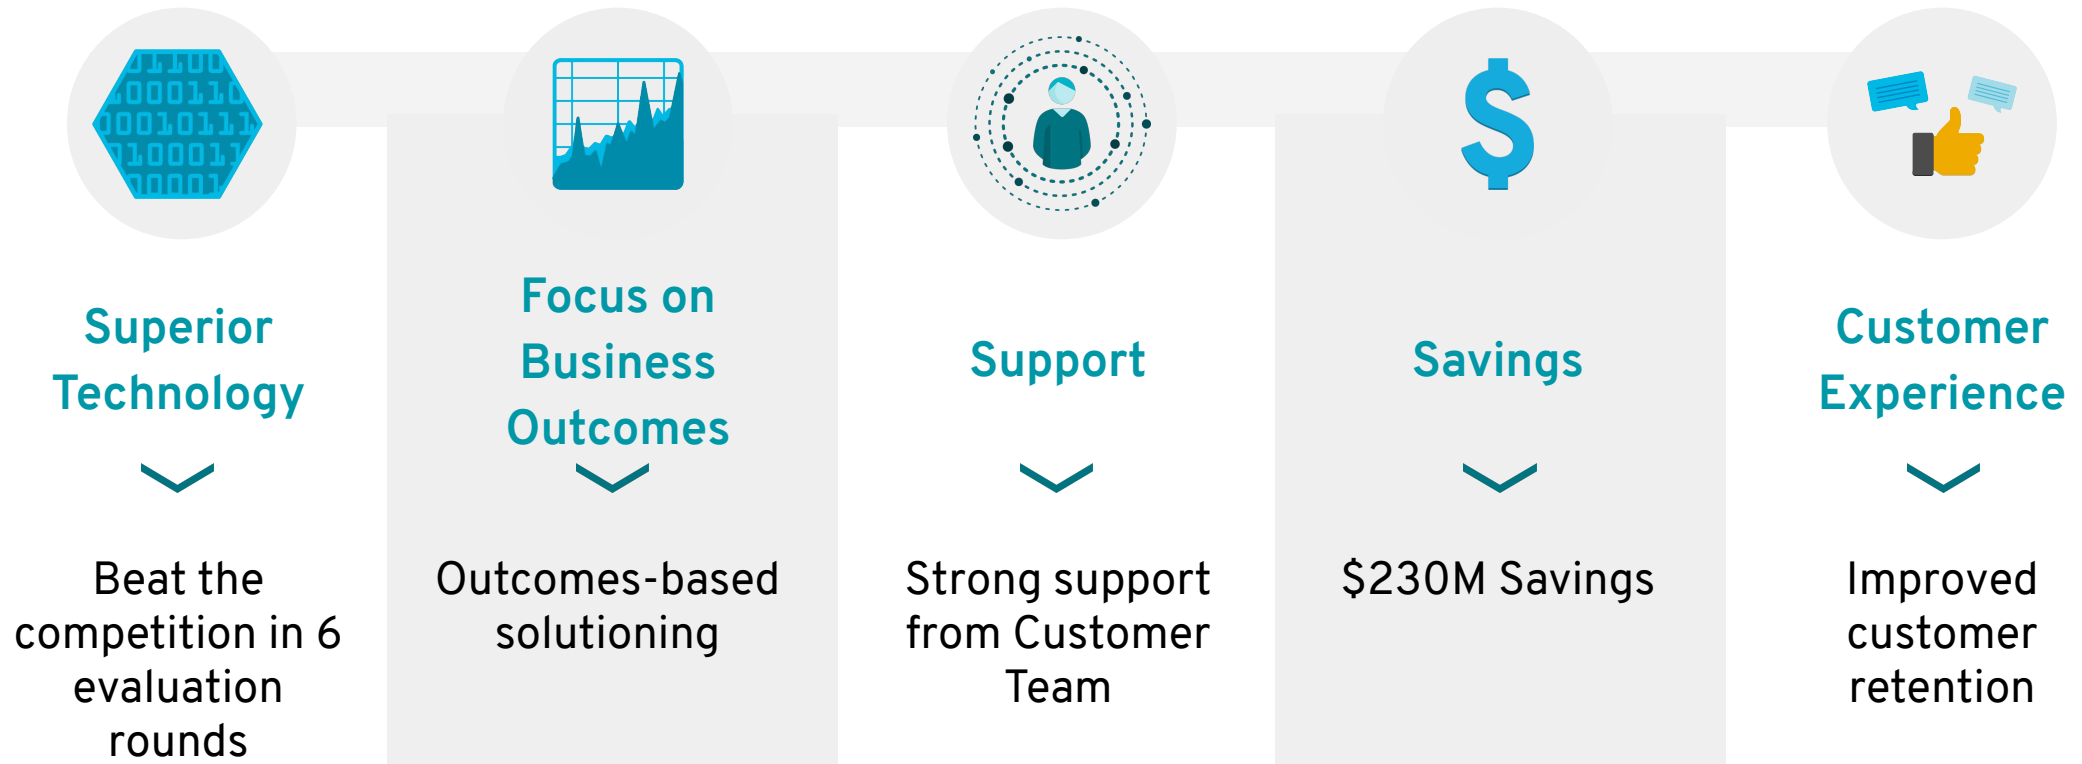 Superior
Technology
Beat the
competition in 6
evaluation
rounds
Focus on
Business
Outcomes
Outcomes-based
solutioning
Support
Strong support
from Customer
Team
Savings
$230M Savings
Customer
Experience
Improved
customer
retention